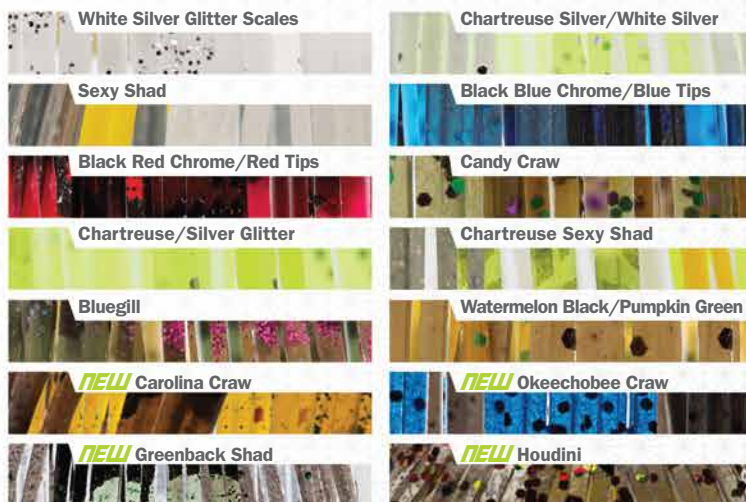 White Silver Glitter Scales
Chartreuse Silver/White Silver
Sexy Shad
Black Blue Chrome/Blue Tips
Black Red Chrome/Red Tips
Candy Craw
Chartreuse/Silver Glitter
Chartreuse Sexy Shad
Bluegill
Watermelon Black/Pumpkin Green
NEW Carolina Craw
NEW Okeechobee Craw
NEW Greenback Shad
NEW Houdini